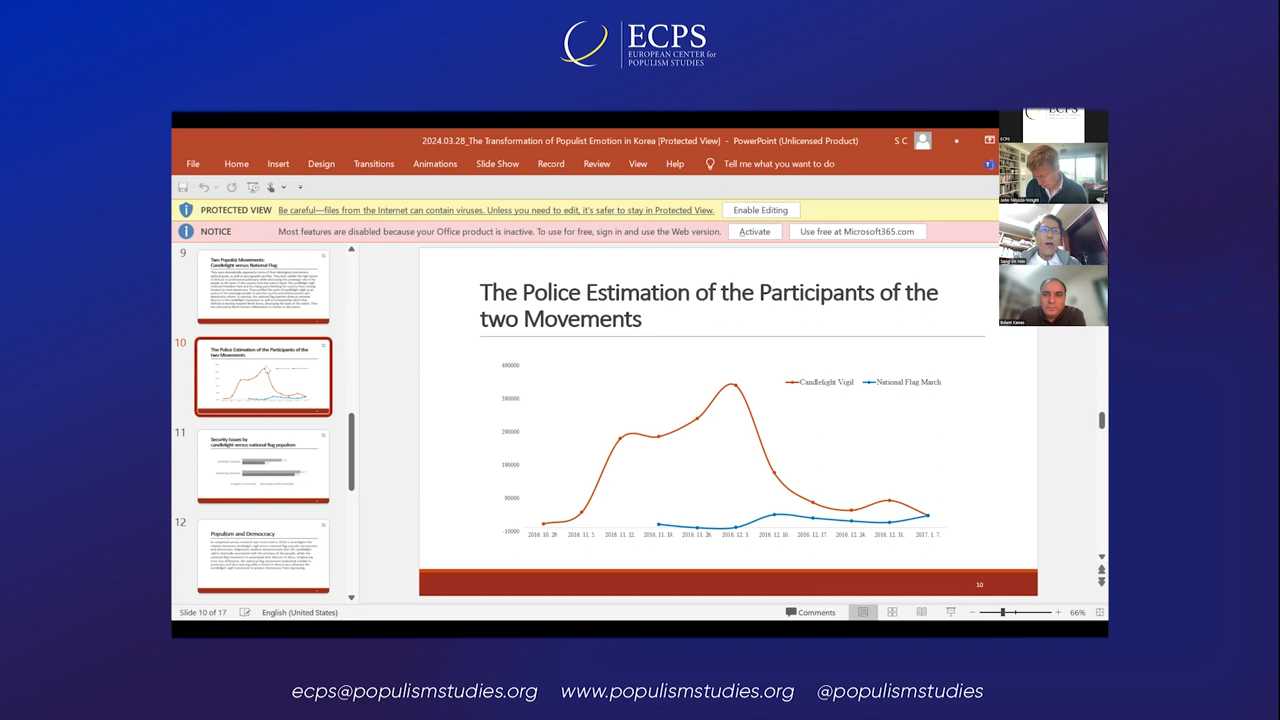 ECPS
EUROPEAN CENTER for
POPULISM STUDIES
2024.03.28_The Transformation of Populist Emotion in Korea [Protected View] - PowerPoint (Unlicensed Product)
S C
File Home Insert Design Transitions Animations Slide Show Record Review View Help Tell me what you want to do
PROTECTED VIEW Be careful—files from the Internet can contain viruses. Unless you need to edit, it's safer to stay in Protected View. Enable Editing
NOTICE Most features are disabled because your Office product is inactive. To use for free, sign in and use the Web version. Activate Use free at Microsoft365.com
ECPS
ECPS
John Nilsson-Wright
Sang-Jin Han
Bulent Kenes
9
Two Populist Movements:
Candlelight versus National Flag
10
The Police Estimation of the Participants of the
two Movements
11
Security Issues by
candlelight versus national flag populism
12
Populism and Democracy
The Police Estimation of the Participants of the
two Movements
Candlelight Vigil National Flag March
490000
390000
290000
190000
90000
-10000
2016. 10. 29. 2016. 11. 5. 2016. 11. 12. 2016. 11. 19. 2016. 11. 26. 2016. 12. 2016. 12. 10. 2016. 12. 17. 2016. 12. 24. 2016. 12. 31. 2017. 1. 7.
10
Slide 10 of 17 English (United States) Comments 66%
ecps@populismstudies.org www.populismstudies.org @populismstudies